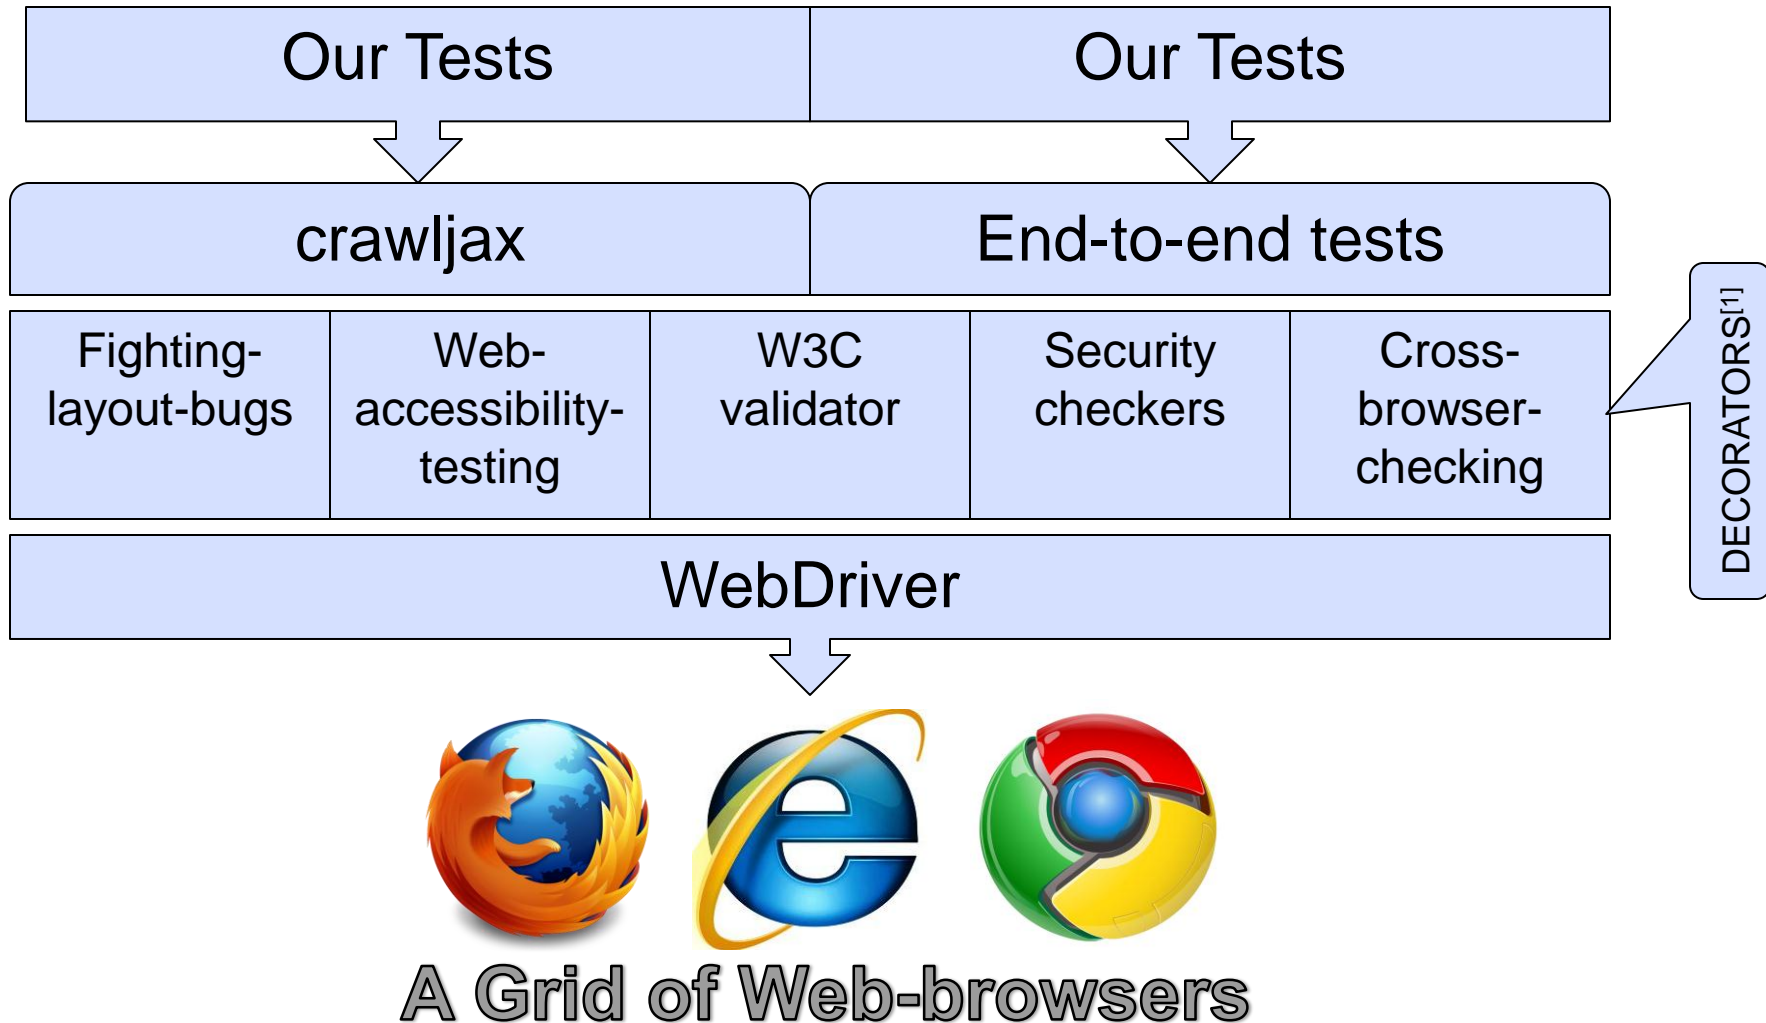 Our Tests
Our Tests
crawljax
End-to-end tests
Fighting-
layout-bugs
Web-
accessibility-
testing
W3C
validator
Security
checkers
Cross-
browser-
checking
DECORATORS[1]
WebDriver
A Grid of Web-browsers